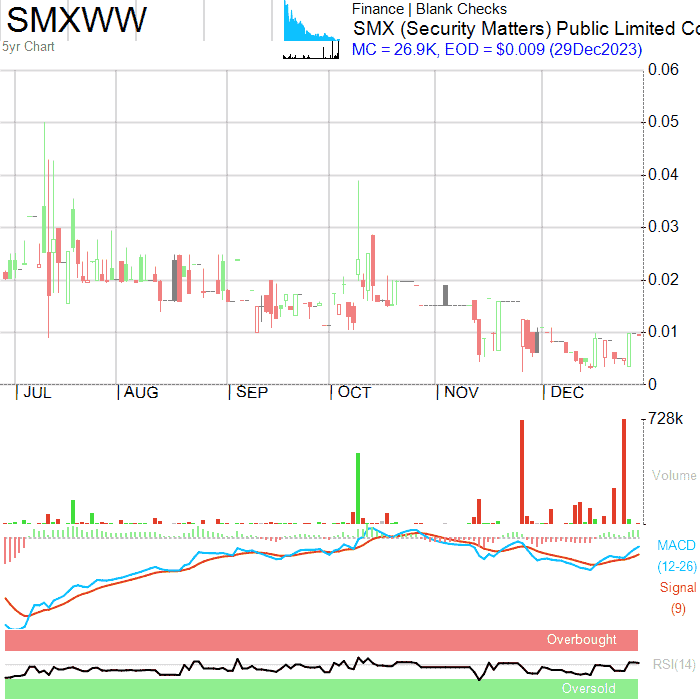 SMXWW
5yr Chart
Finance | Blank Checks
SMX (Security Matters) Public Limited Co
MC = 26.9K, EOD = $0.009 (29Dec2023)
0.06
0.05
0.04
0.03
0.02
0.01
0
JUL AUG SEP OCT NOV DEC
728k
Volume
MACD
(12-26)
Signal
(9)
Overbought
RSI(14)
Oversold